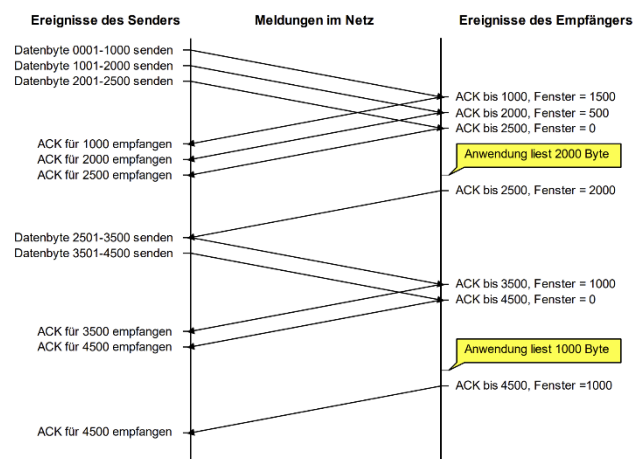 Ereignisse des Senders
Meldungen im Netz
Ereignisse des Empfängers
Datenbyte 0001-1000 senden
Datenbyte 1001-2000 senden
Datenbyte 2001-2500 senden
ACK bis 1000, Fenster = 1500
ACK bis 2000, Fenster = 500
ACK bis 2500, Fenster = 0
ACK für 1000 empfangen
ACK für 2000 empfangen
ACK für 2500 empfangen
Anwendung liest 2000 Byte
ACK bis 2500, Fenster = 2000
Datenbyte 2501-3500 senden
Datenbyte 3501-4500 senden
ACK bis 3500, Fenster = 1000
ACK bis 4500, Fenster = 0
ACK für 3500 empfangen
ACK für 4500 empfangen
Anwendung liest 1000 Byte
ACK bis 4500, Fenster =1000
ACK für 4500 empfangen